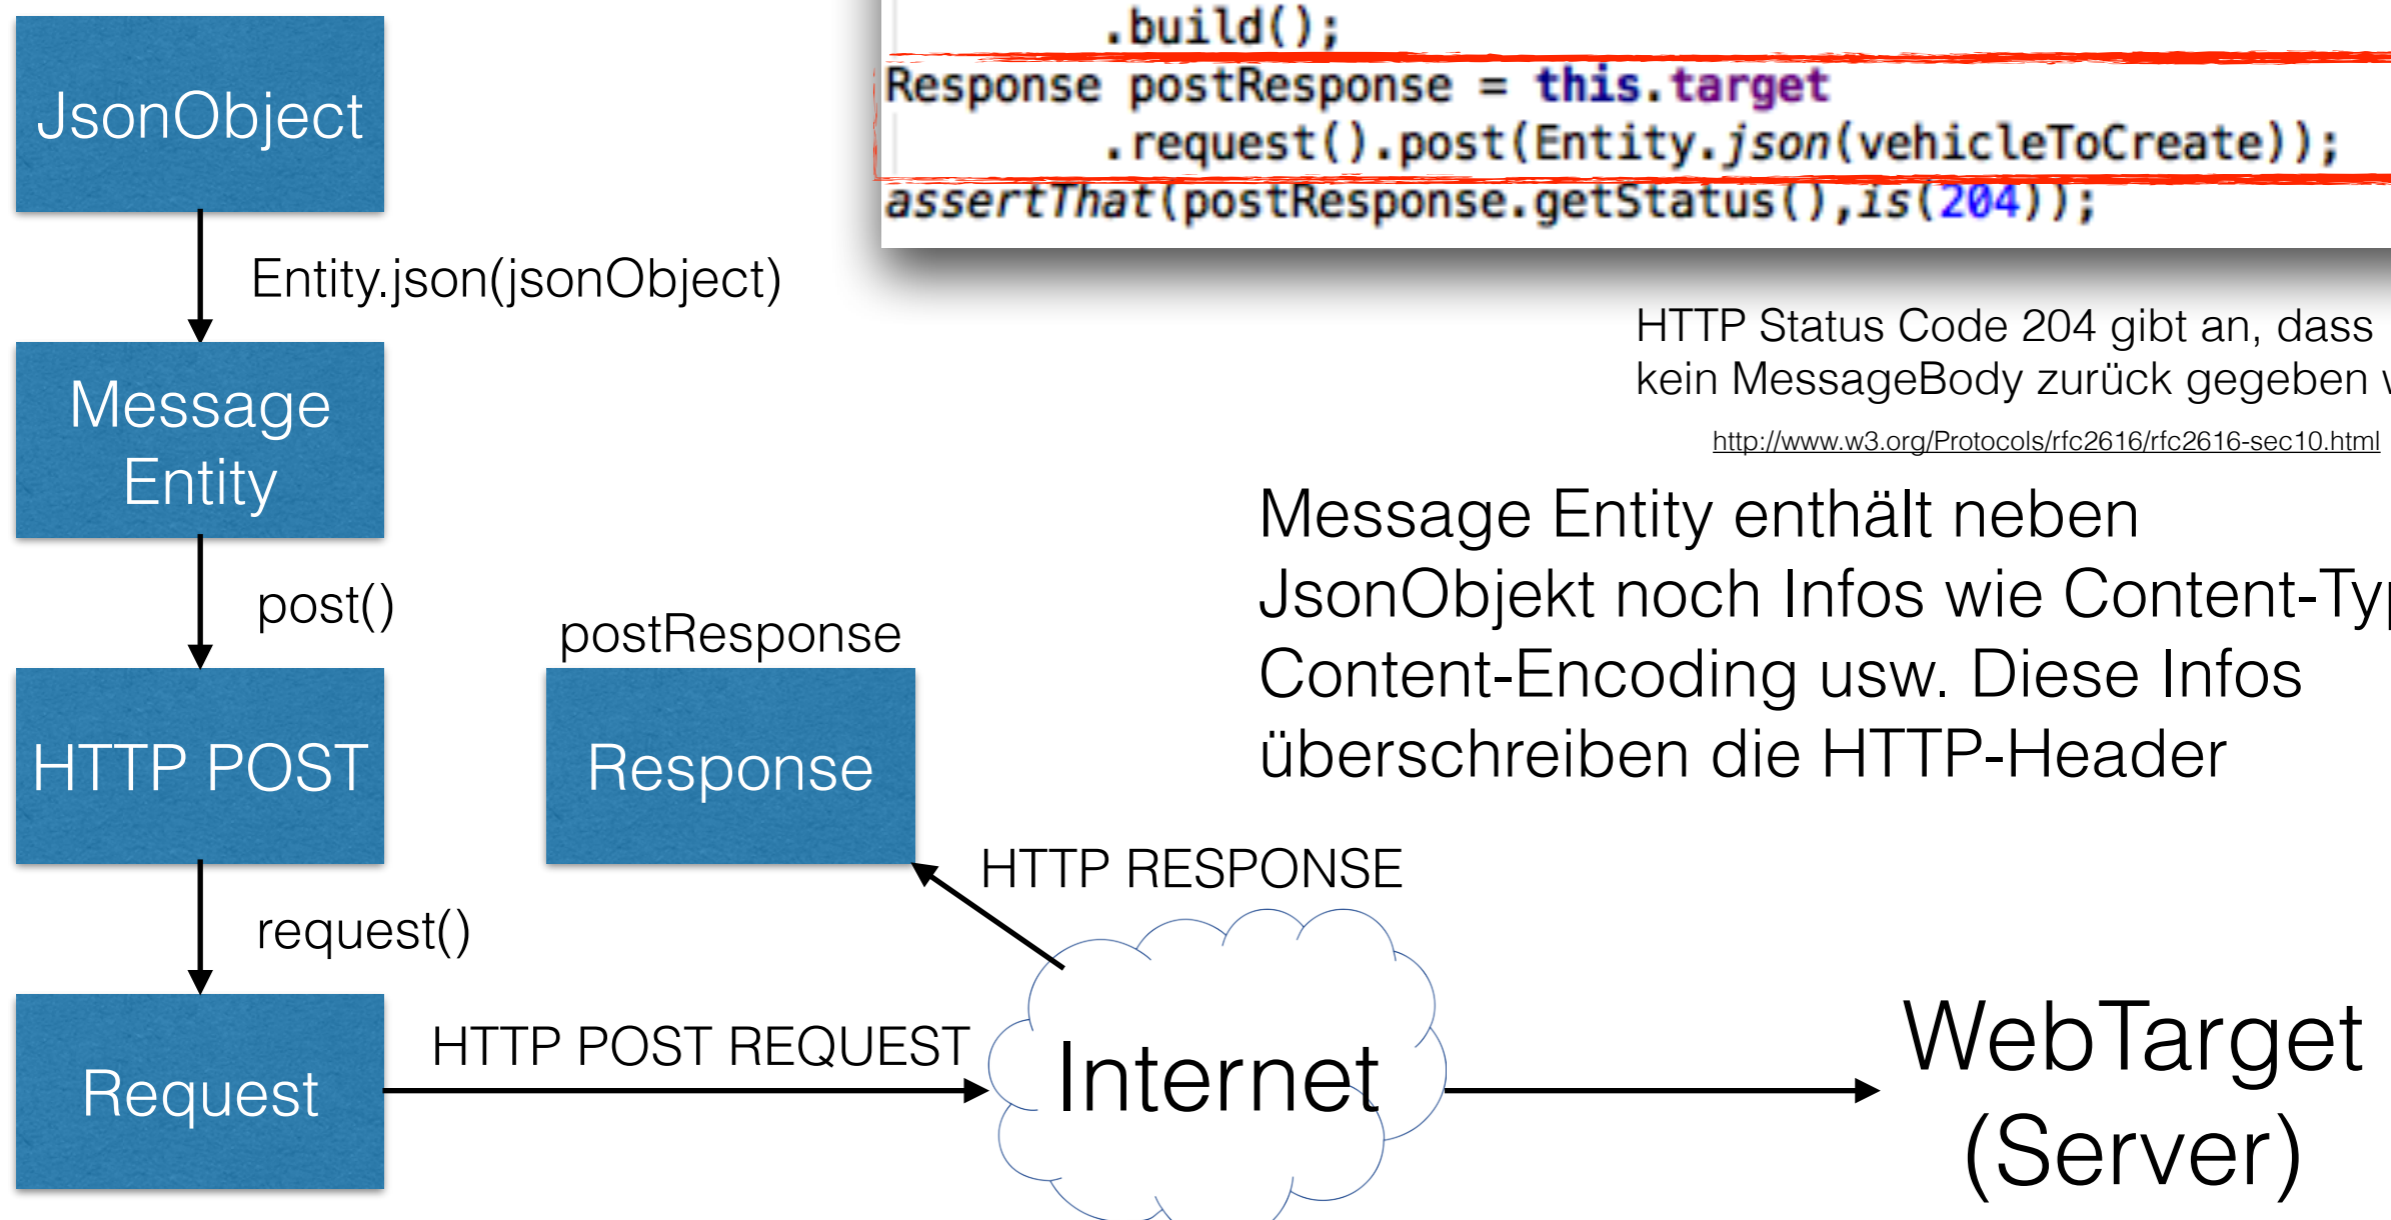 JsonObject
Entity.json(jsonObject)
Message
Entity
post()
HTTP POST
request()
Request
HTTP POST REQUEST
postResponse
Response
HTTP RESPONSE
Internet
WebTarget
(Server)
.build();
Response postResponse = this.target
.request().post(Entity.json(vehicleToCreate));
assertThat(postResponse.getStatus(),is(204));
HTTP Status Code 204 gibt an, dass
kein MessageBody zurück gegeben
http://www.w3.org/Protocols/rfc2616/rfc2616-sec10.html
Message Entity enthält neben
JsonObjekt noch Infos wie Content-Ty
Content-Encoding usw. Diese Infos
überschreiben die HTTP-Header